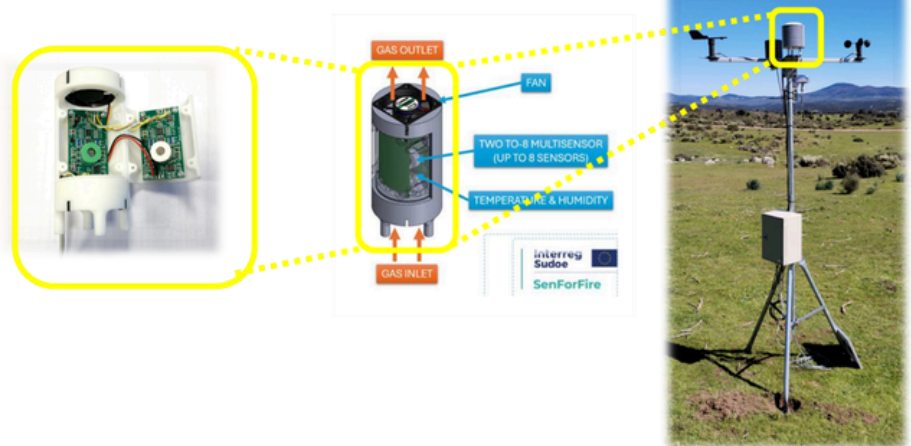 GAS OUTLET
FAN
TWO TO-8 MULTISENSOR
(UP TO 8 SENSORS)
TEMPERATURE & HUMIDITY
GAS INLET
Interreg
Sudoe
SenForFire